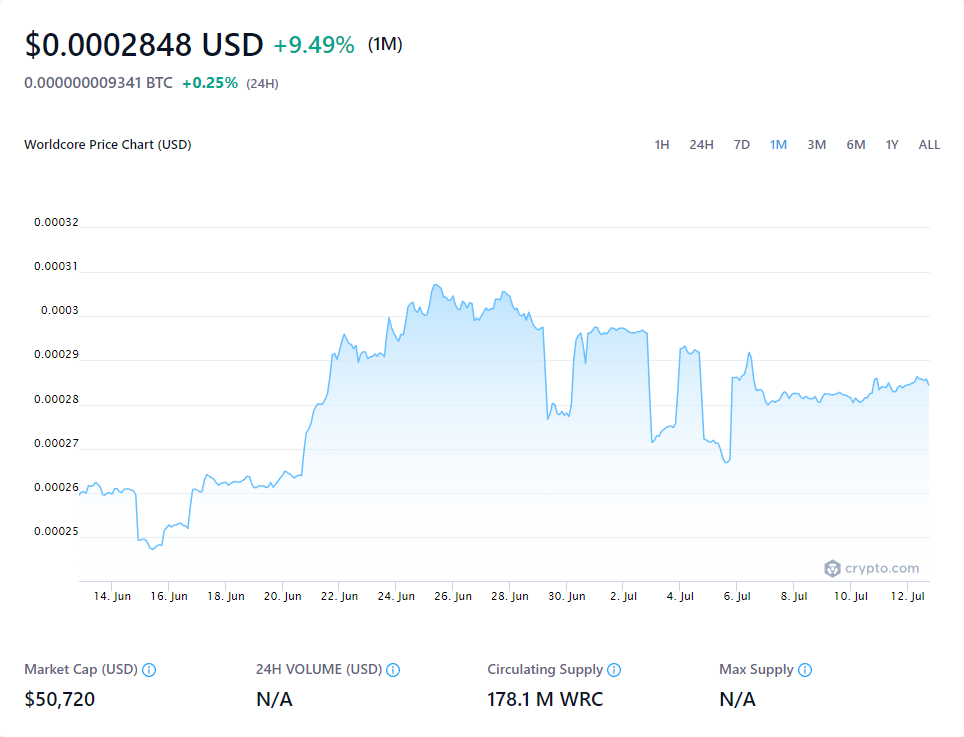 $0.0002848 USD +9.49% (1M)
0.000000009341 BTC +0.25% (24H)
Worldcore Price Chart (USD) 1H 24H 7D 1M 3M 6M 1Y ALL
0.00032
0.00031
0.0003
0.00029
0.00028
0.00027
0.00026
0.00025
crypto.com
14. Jun 16. Jun 18. Jun 20. Jun 22. Jun 24. Jun 26. Jun 28. Jun 30. Jun 2. Jul 4. Jul 6. Jul 8. Jul 10. Jul 12. Jul
Market Cap (USD) 24H VOLUME (USD) Circulating Supply Max Supply
$50,720 N/A 178.1 M WRC N/A